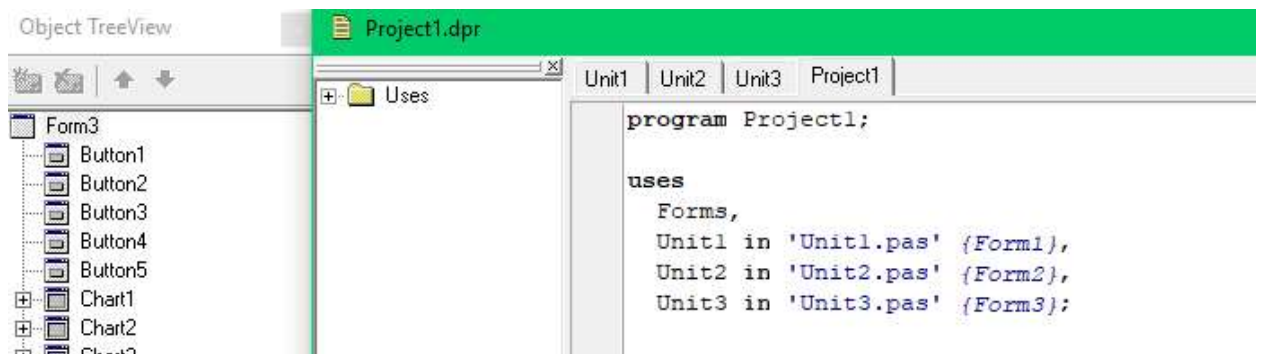 Object TreeView
Form3
Button1
Button2
Button3
Button4
Button5
Chart1
Chart2
Project1.dpr
Uses
Unit1
Unit2
Unit3
Project1
program Project1;
uses
Forms,
Unit1 in 'Unit1.pas' {Form1},
Unit2 in 'Unit2.pas' {Form2},
Unit3 in 'Unit3.pas' {Form3};